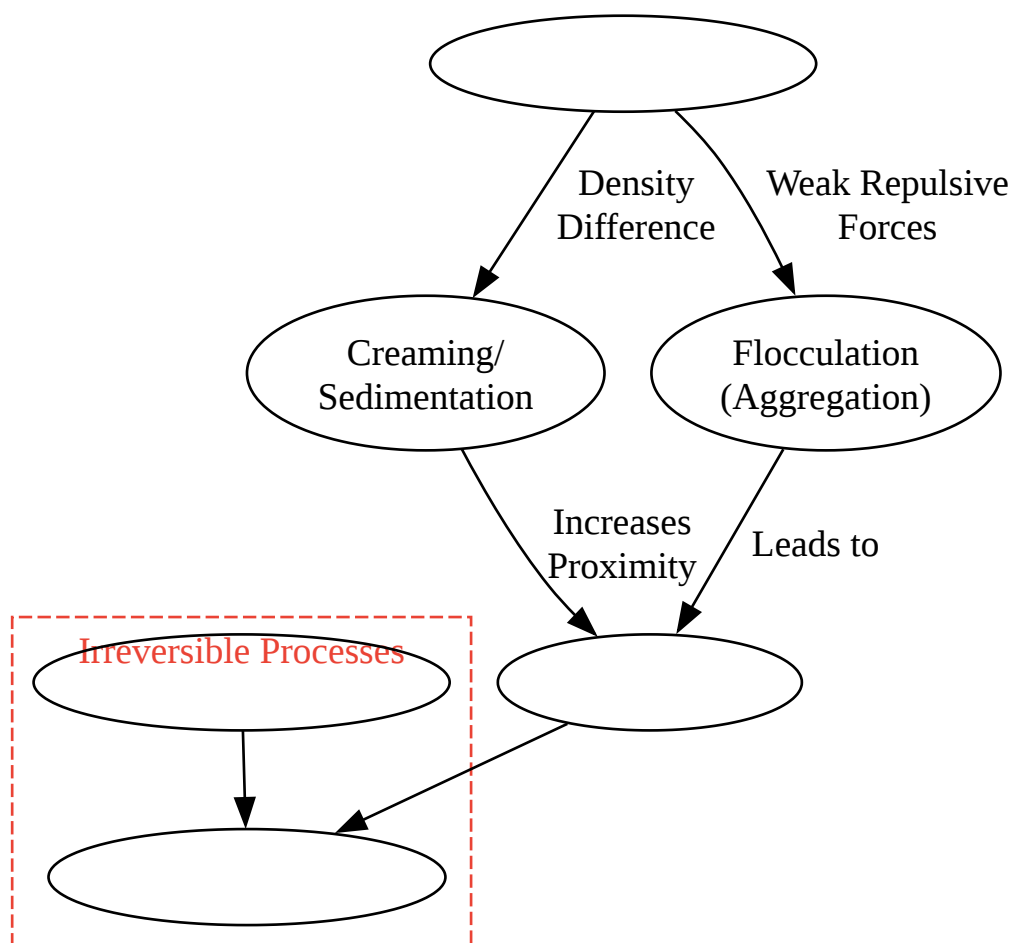 Density
Difference
Weak Repulsive
Forces
Creaming/
Sedimentation
Flocculation
(Aggregation)
Increases
Proximity
Leads to
Irreversible Processes